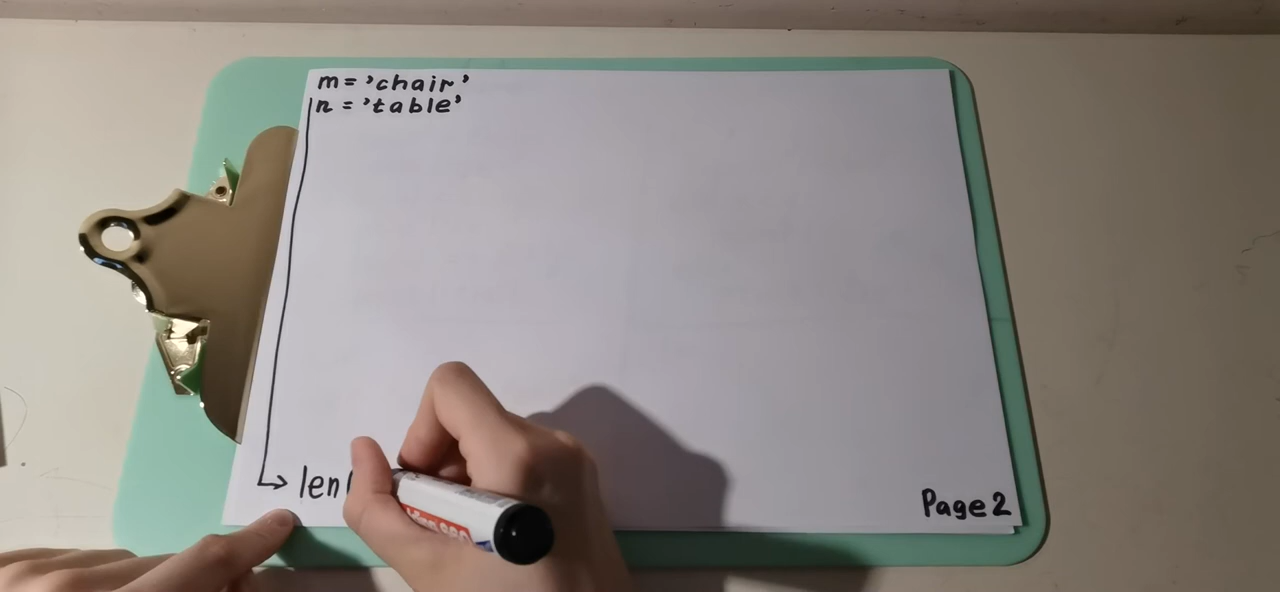 m = 'chair'
n = 'table'
len(
Page 2